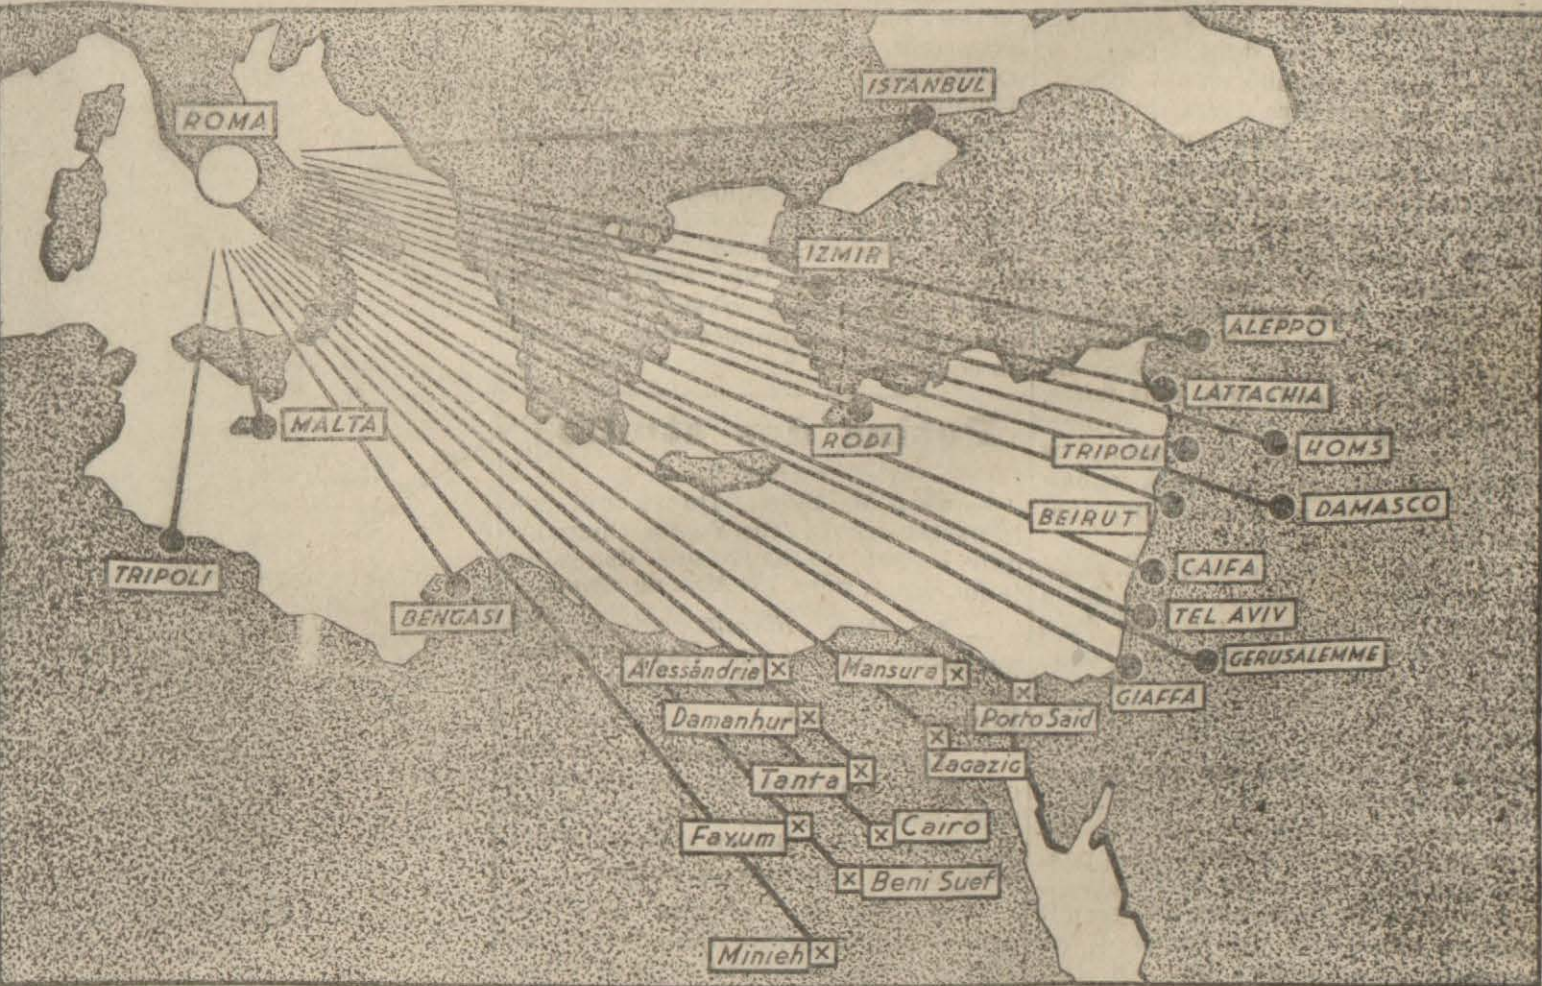 ROMA
ISTANBUL
IZMIR
ALEPPO
LATTACHIA
MALTA
RODI
TRIPOLI
HOMS
BEIRUT
DAMASCO
TRIPOLI
CAIFA
BENGASI
TEL AVIV
Alessandria
Mansura
GERUSALEMME
GIAFFA
Damanhur
Porto Said
Tanta
Zagazig
Fayum
Cairo
Beni Suef
Minieh